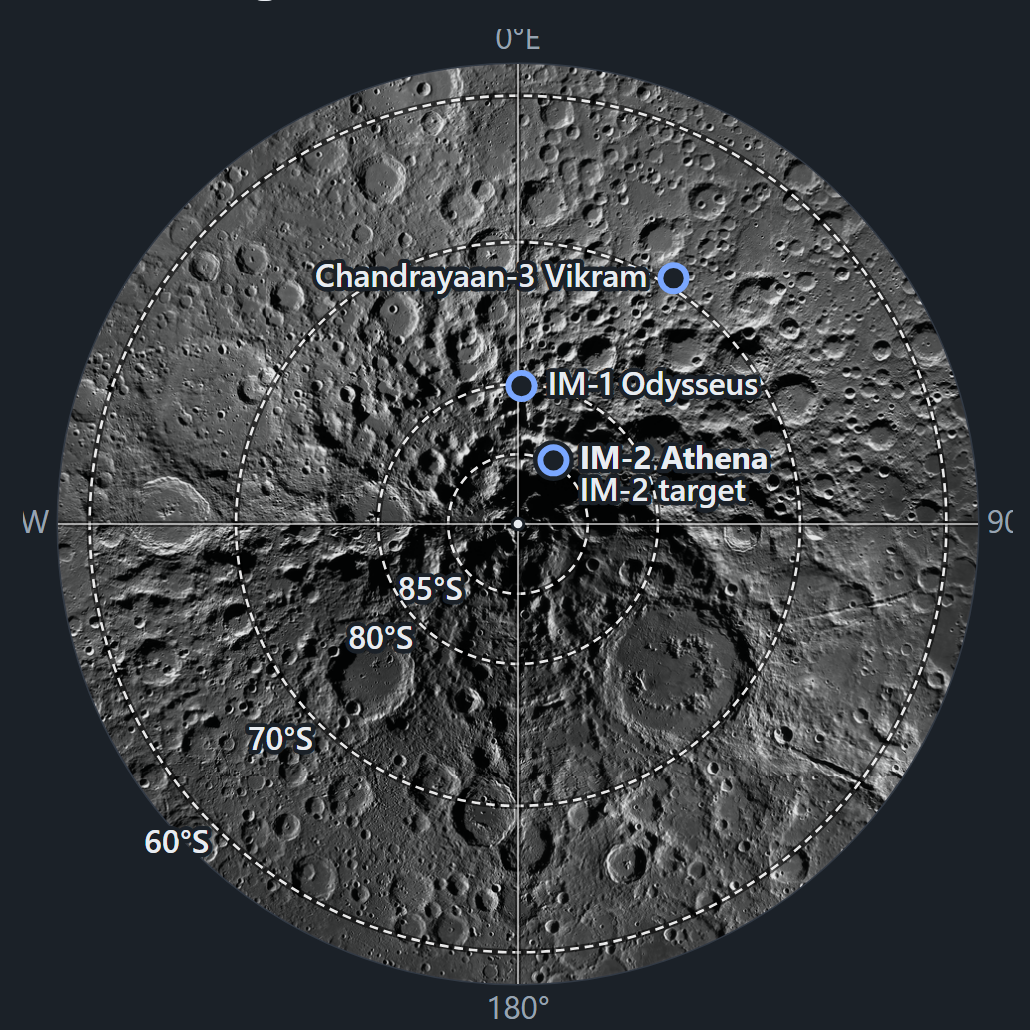 0°E
Chandrayaan-3 Vikram
IM-1 Odysseus
IM-2 Athena
IM-2 target
W
90
85°S
80°S
70°S
60°S
180°